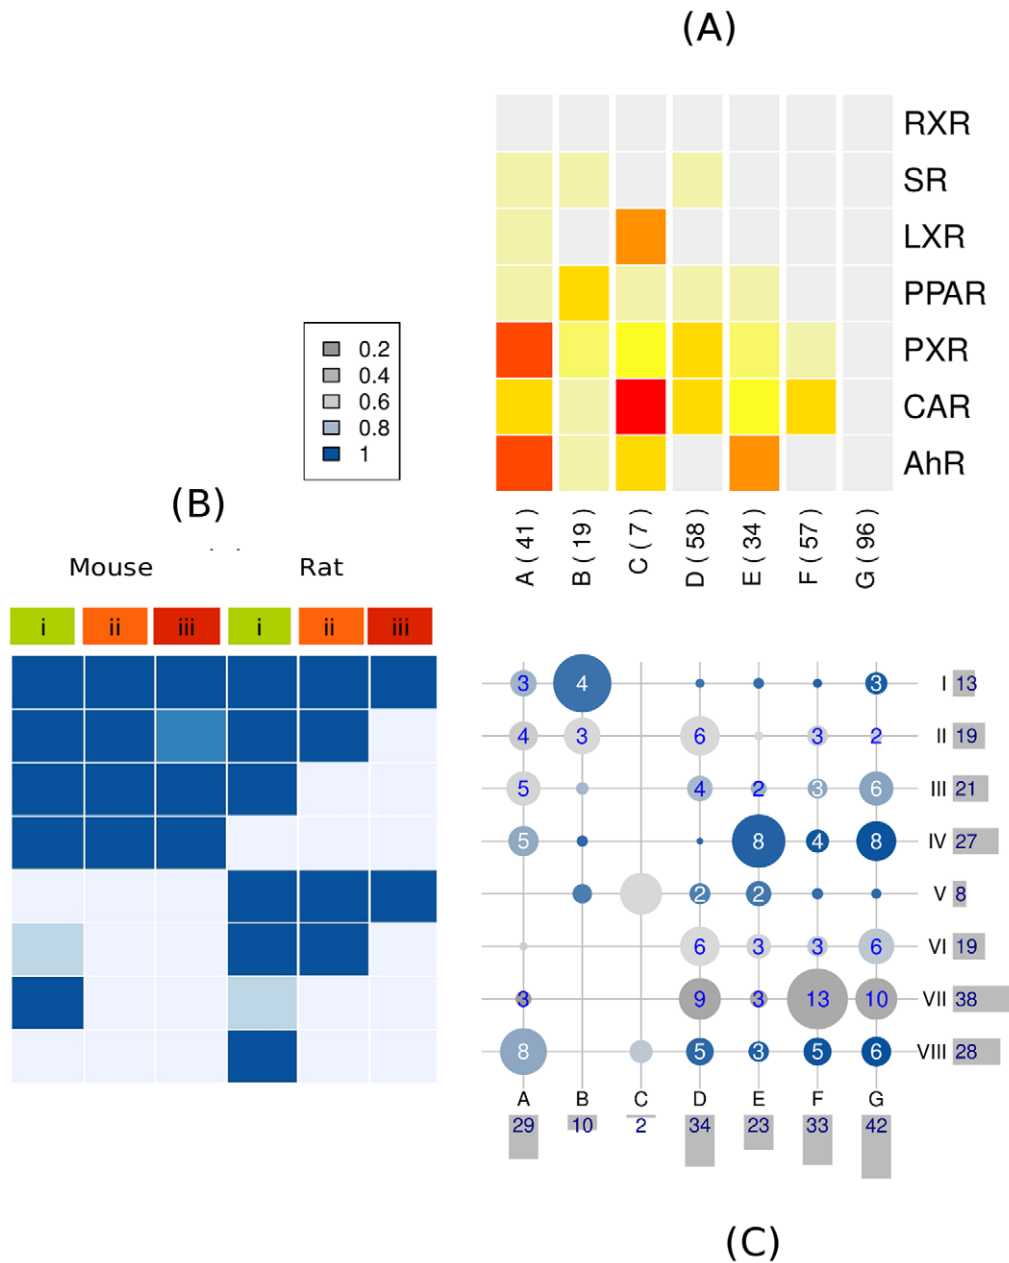 (A)
RXR
SR
LXR
PPAR
PXR
CAR
AhR
A ( 41 )
B ( 19 )
C ( 7 )
D ( 58 )
E ( 34 )
F ( 57 )
G ( 96 )
0.2
0.4
0.6
0.8
1
(B)
Mouse Rat
i ii iii i ii iii
3 4 3 I 13
4 3 6 3 2 II 19
5 4 2 3 6 III 21
5 8 4 8 IV 27
2 2 V 8
6 3 3 6 VI 19
3 9 3 13 10 VII 38
8 5 3 5 6 VIII 28
A B C D E F G
29 10 2 34 23 33 42
(C)